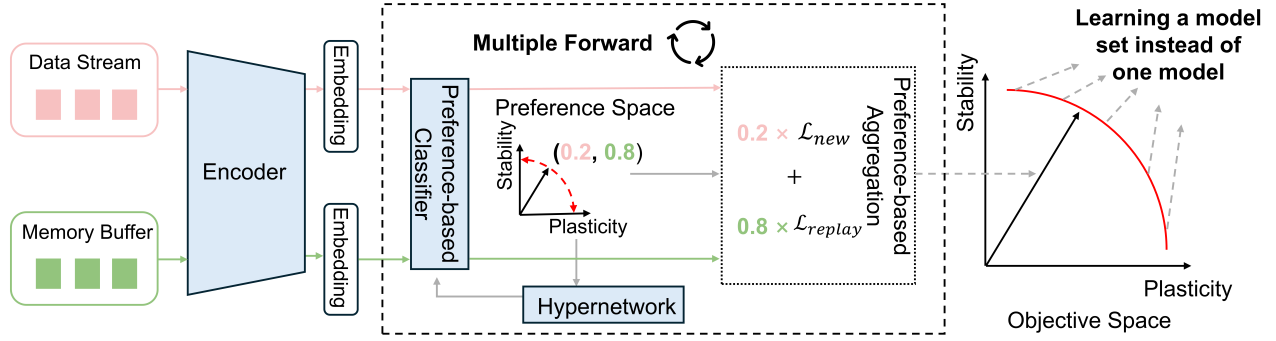 Data Stream
Memory Buffer
Encoder
Embedding
Embedding
Multiple Forward
Preference-based
Classifier
Preference Space
(0.2, 0.8)
Stability
Plasticity
Hypernetwork
0.2 × ℒnew
+
0.8 × ℒreplay
Preference-based
Aggregation
Learning a model
set instead of
one model
Stability
Plasticity
Objective Space